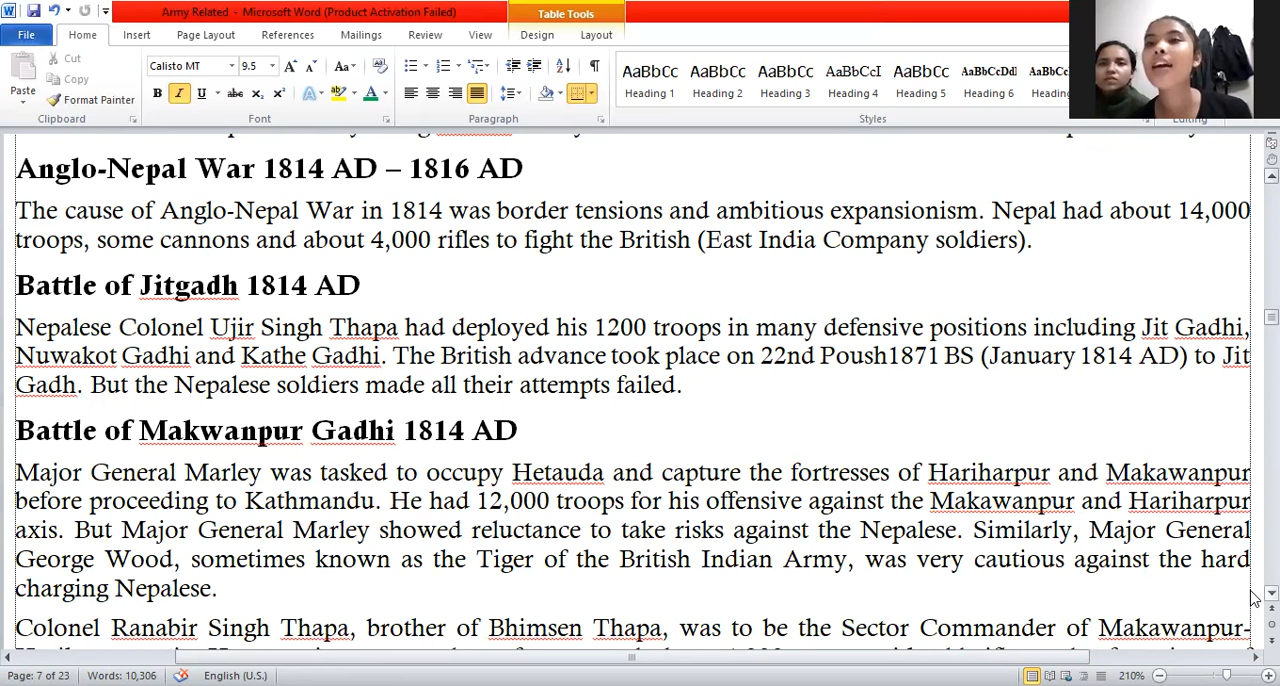 Army Related - Microsoft Word (Product Activation Failed)
Table Tools
File Home Insert Page Layout References Mailings Review View Design Layout
Paste
Cut
Copy
Format Painter
Clipboard
Calisto MT 9.5
Font
Paragraph
AaBbCc AaBbCc AaBbCc AaBbCcI AaBbCc AaBbCcDd AaBbCc
Heading 1 Heading 2 Heading 3 Heading 4 Heading 5 Heading 6 Heading
Styles
Editing
Anglo-Nepal War 1814 AD – 1816 AD
The cause of Anglo-Nepal War in 1814 was border tensions and ambitious expansionism. Nepal had about 14,000
troops, some cannons and about 4,000 rifles to fight the British (East India Company soldiers).
Battle of Jitgadh 1814 AD
Nepalese Colonel Ujir Singh Thapa had deployed his 1200 troops in many defensive positions including Jit Gadhi,
Nuwakot Gadhi and Kathe Gadhi. The British advance took place on 22nd Poush1871 BS (January 1814 AD) to Jit
Gadh. But the Nepalese soldiers made all their attempts failed.
Battle of Makwanpur Gadhi 1814 AD
Major General Marley was tasked to occupy Hetauda and capture the fortresses of Hariharpur and Makawanpur
before proceeding to Kathmandu. He had 12,000 troops for his offensive against the Makawanpur and Hariharpur
axis. But Major General Marley showed reluctance to take risks against the Nepalese. Similarly, Major General
George Wood, sometimes known as the Tiger of the British Indian Army, was very cautious against the hard
charging Nepalese.
Colonel Ranabir Singh Thapa, brother of Bhimsen Thapa, was to be the Sector Commander of Makawanpur-
Page: 7 of 23 Words: 10,306 English (U.S.) 210%